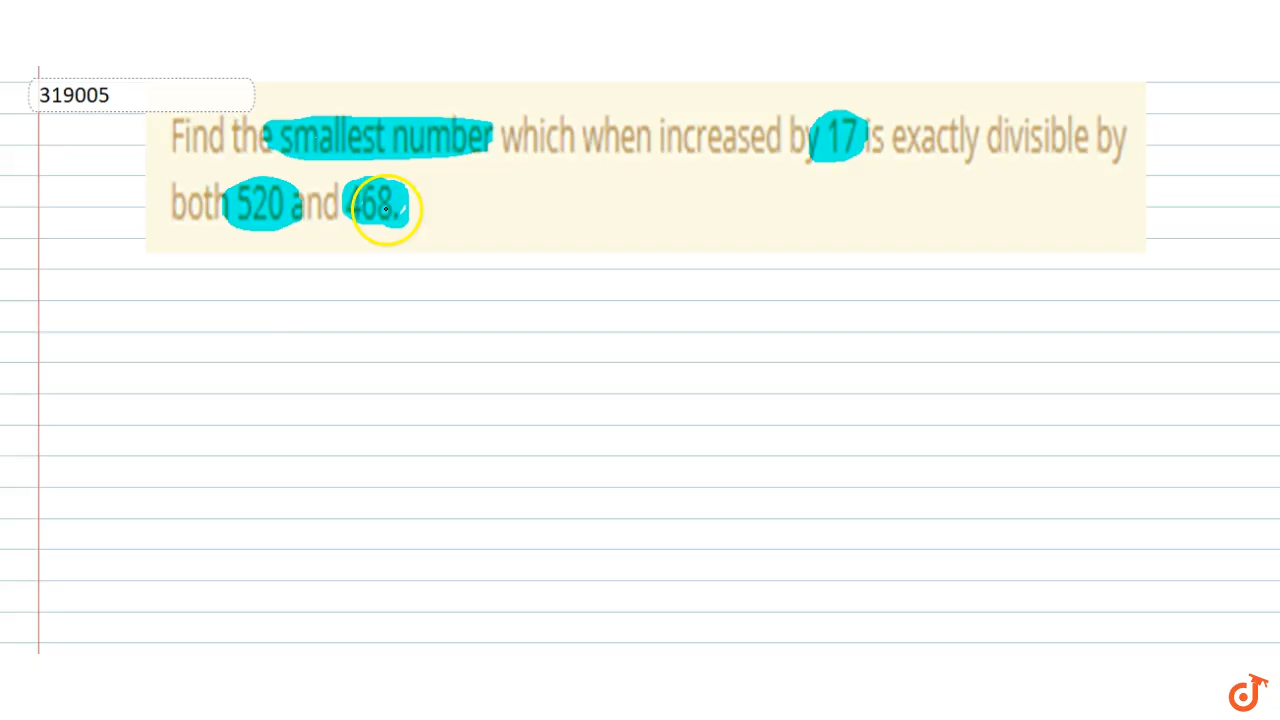 319005
Find the smallest number which when increased by 17 is exactly divisible by
both 520 and 468.